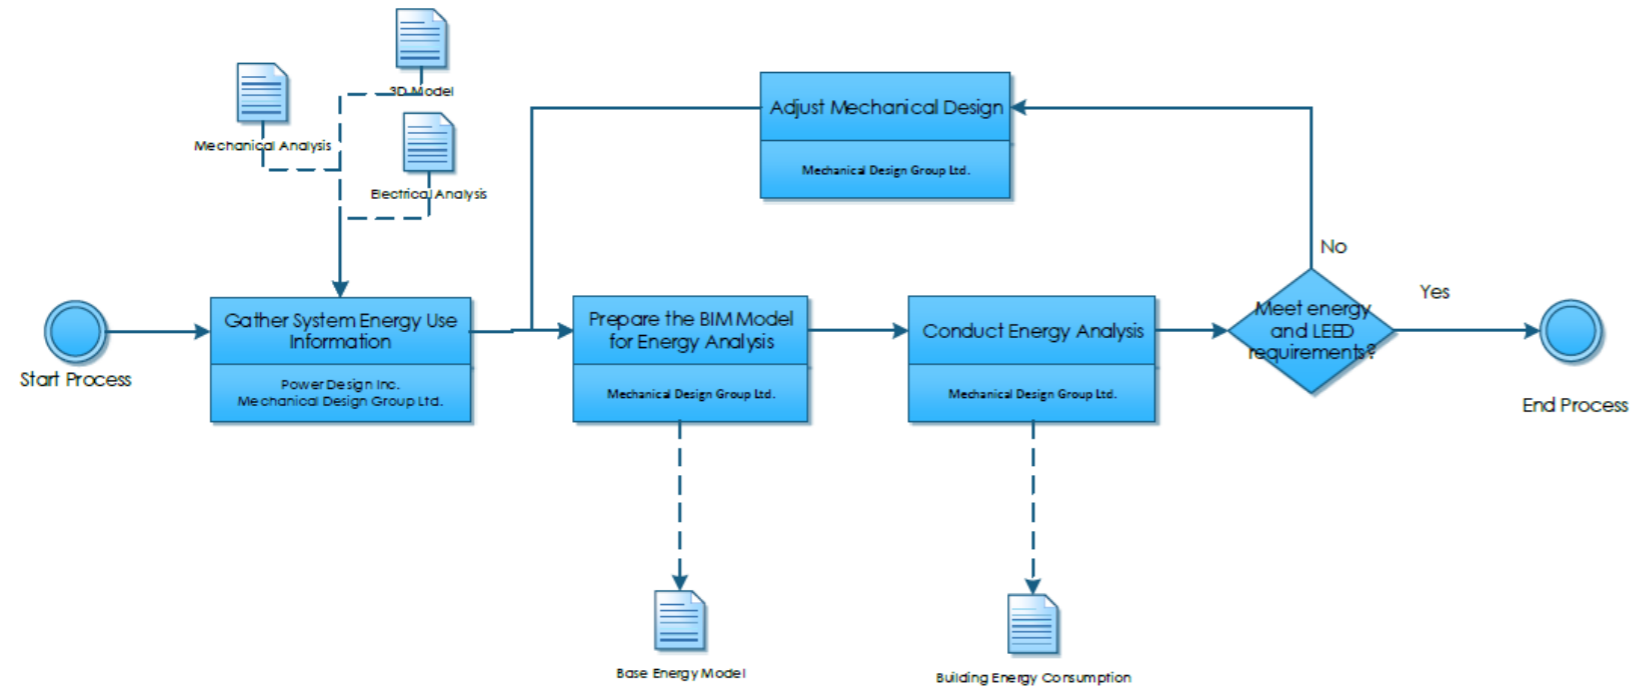 3D Model
Mechanical Analysis
Electrical Analysis
Adjust Mechanical Design
Mechanical Design Group Ltd.
No
Yes
Start Process
Gather System Energy Use
Information
Power Design Inc.
Mechanical Design Group Ltd.
Prepare the BIM Model
for Energy Analysis
Mechanical Design Group Ltd.
Conduct Energy Analysis
Mechanical Design Group Ltd.
Meet energy
and LEED
requirements?
End Process
Base Energy Model
Building Energy Consumption